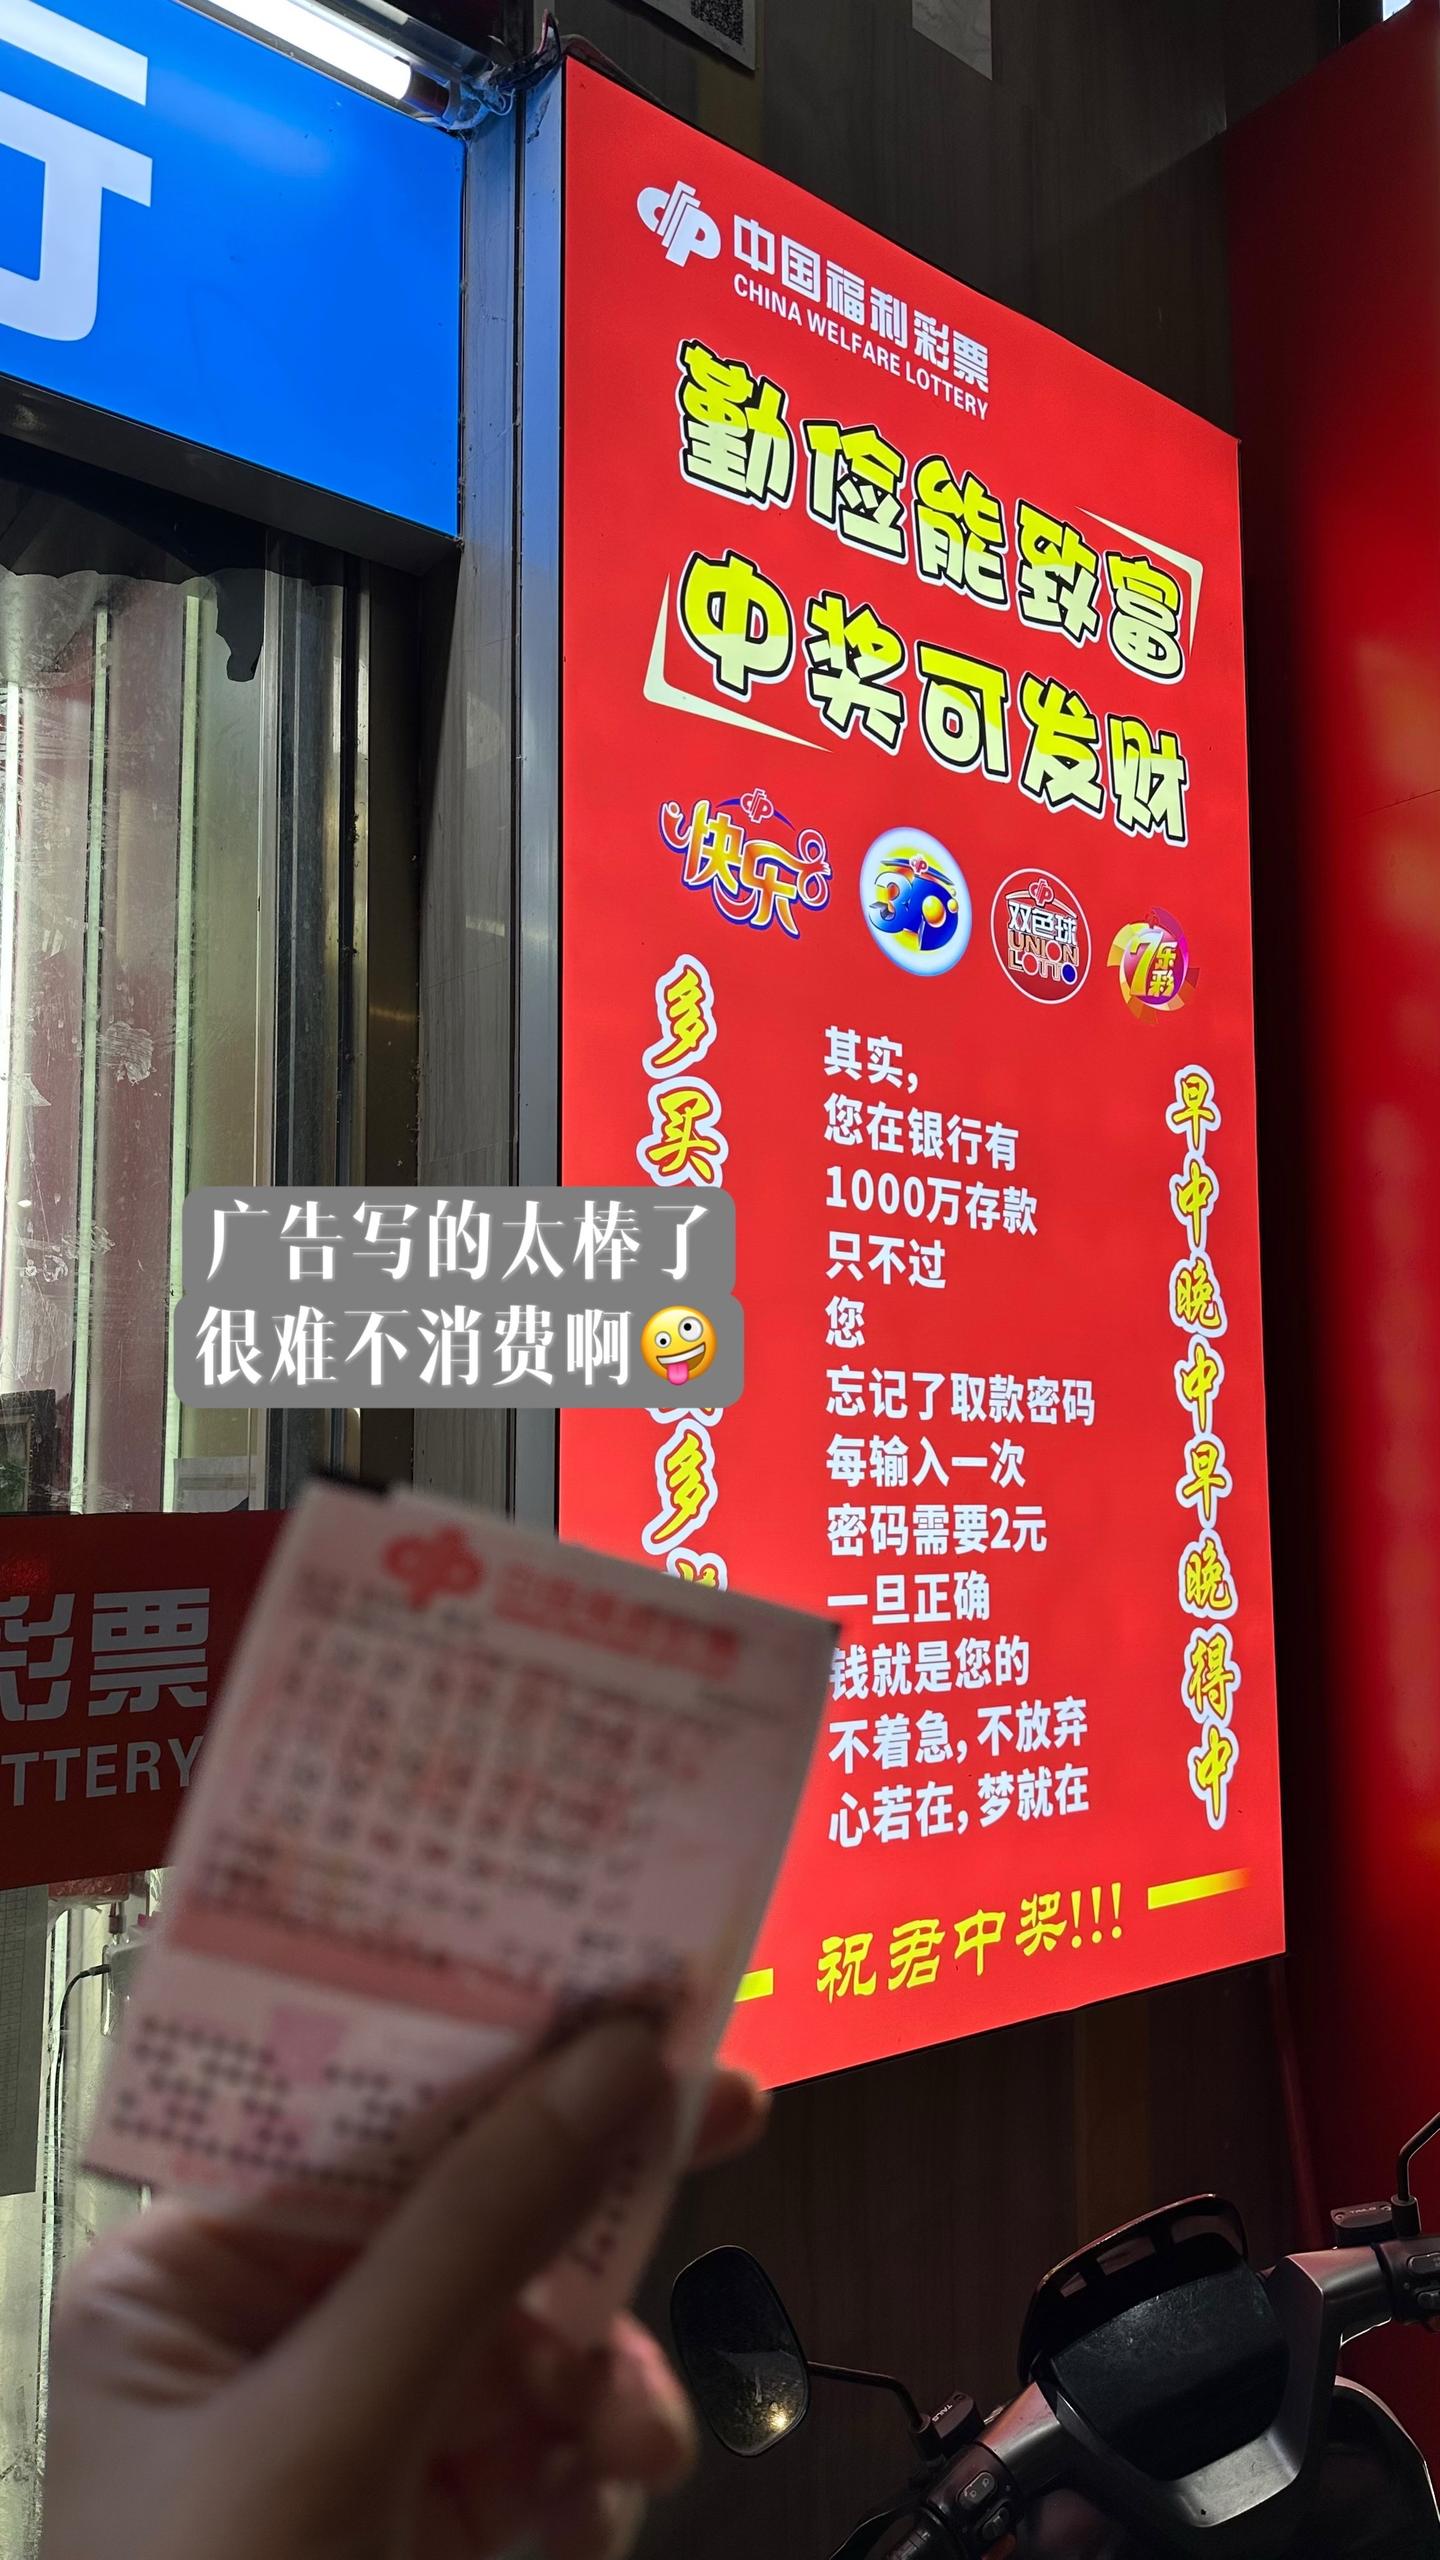 行
中国福利彩票
CHINA WELFARE LOTTERY
勤俭能致富
中奖可发财
快乐8
3D
双色球
UNION
LOTTO
7乐彩
多买
多
早中晚中早晚得中
其实,
您在银行有
1000万存款
只不过
您
忘记了取款密码
每输入一次
密码需要2元
一旦正确
钱就是您的
不着急,不放弃
心若在,梦就在
祝君中奖!!!
广告写的太棒了
很难不消费啊🤪
彩票
TTERY
TAILG
TAILG